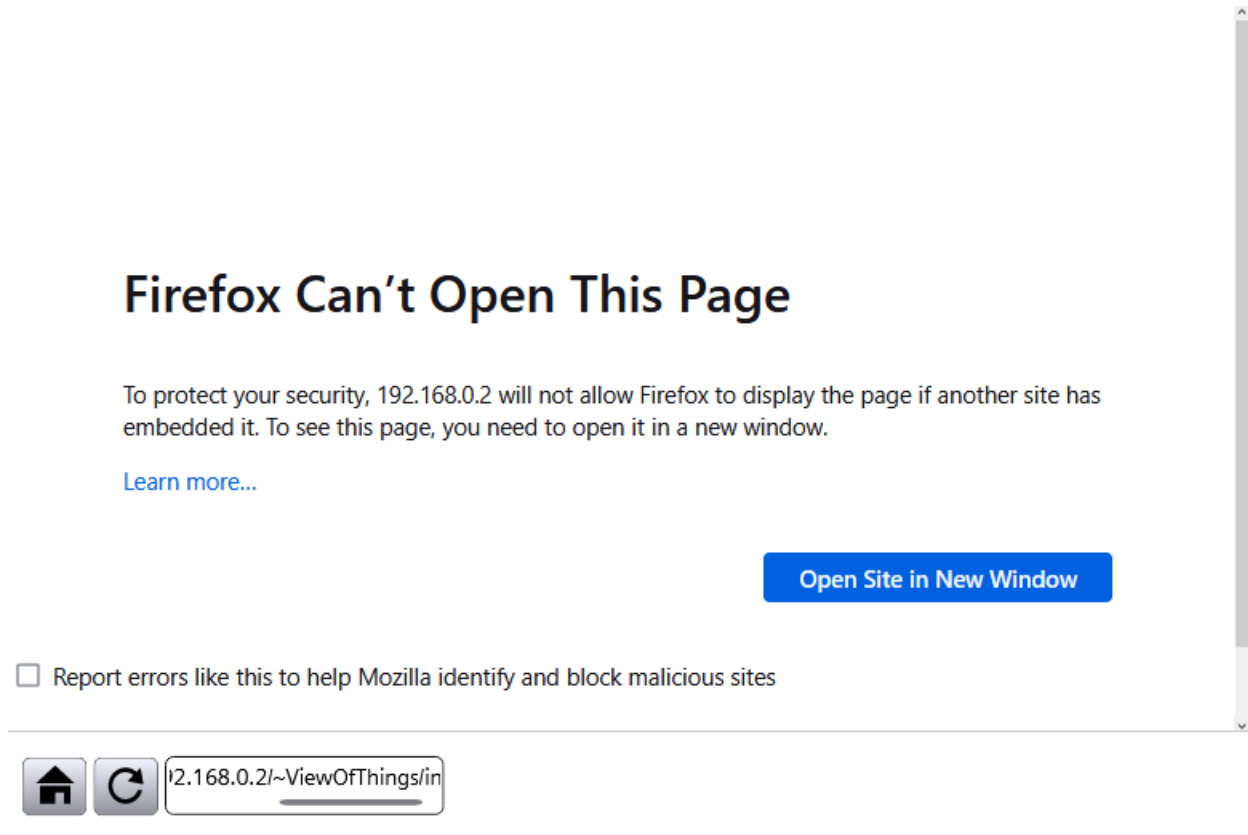 Firefox Can’t Open This Page
To protect your security, 192.168.0.2 will not allow Firefox to display the page if another site has
embedded it. To see this page, you need to open it in a new window.
Learn more...
Open Site in New Window
Report errors like this to help Mozilla identify and block malicious sites
2.168.0.2/~ViewOfThings/in